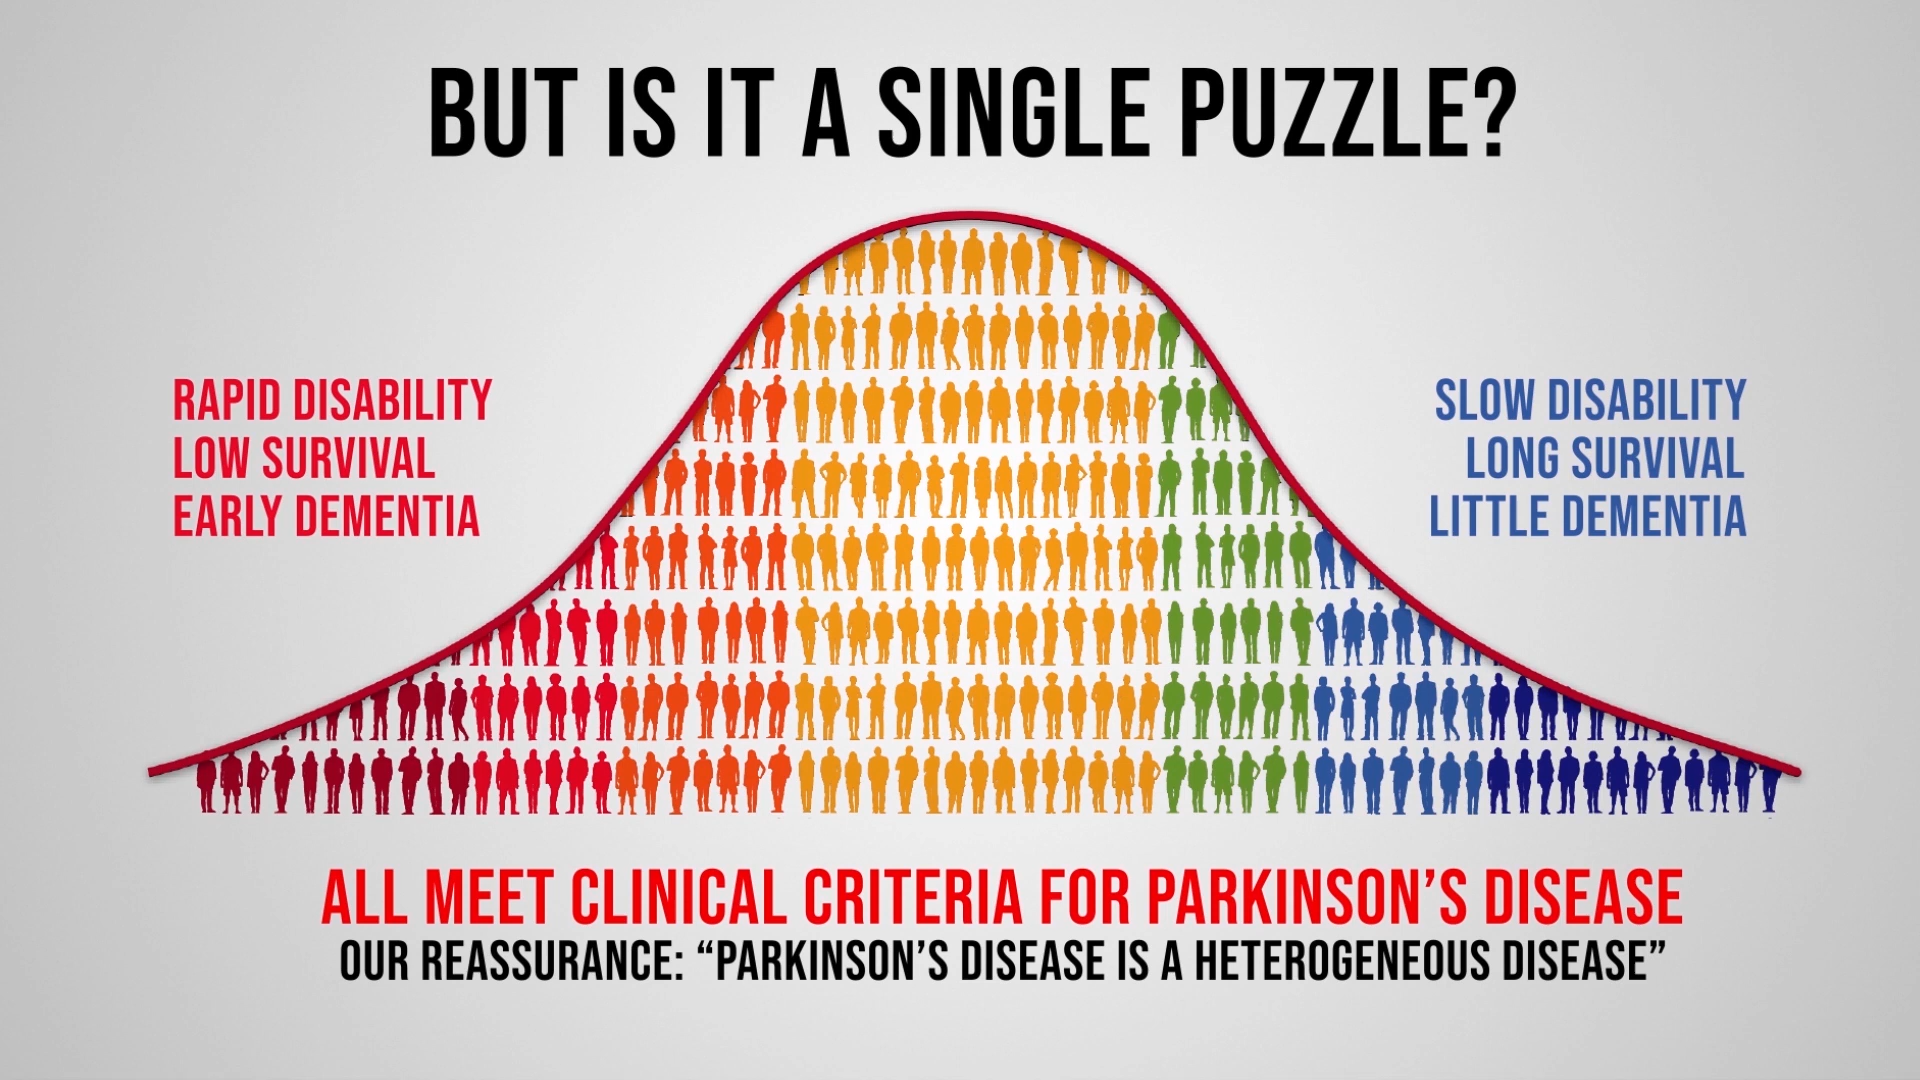 BUT IS IT A SINGLE PUZZLE?
RAPID DISABILITY
LOW SURVIVAL
EARLY DEMENTIA
SLOW DISABILITY
LONG SURVIVAL
LITTLE DEMENTIA
ALL MEET CLINICAL CRITERIA FOR PARKINSON’S DISEASE
OUR REASSURANCE: “PARKINSON’S DISEASE IS A HETEROGENEOUS DISEASE”